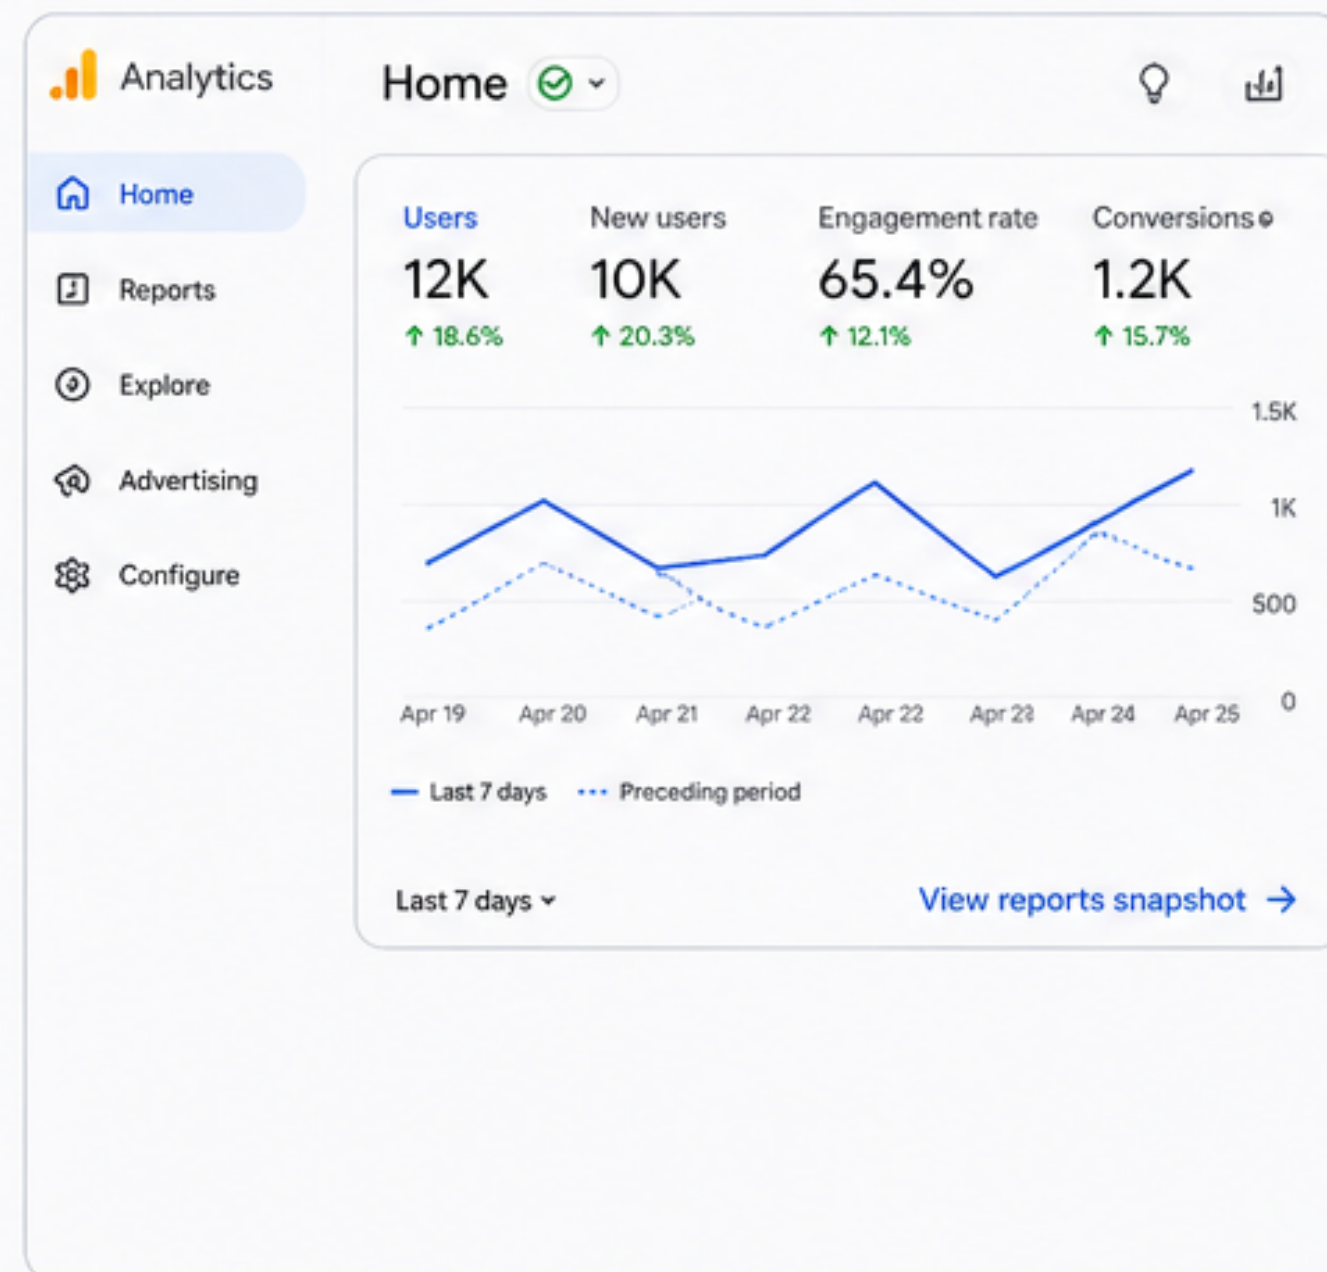 Analytics
Home
Home
Reports
Explore
Advertising
Configure
Users
12K
↑ 18.6%
New users
10K
↑ 20.3%
Engagement rate
65.4%
↑ 12.1%
Conversions
1.2K
↑ 15.7%
1.5K
1K
500
0
Apr 19 Apr 20 Apr 21 Apr 22 Apr 22 Apr 23 Apr 24 Apr 25
Last 7 days Preceding period
Last 7 days
View reports snapshot →